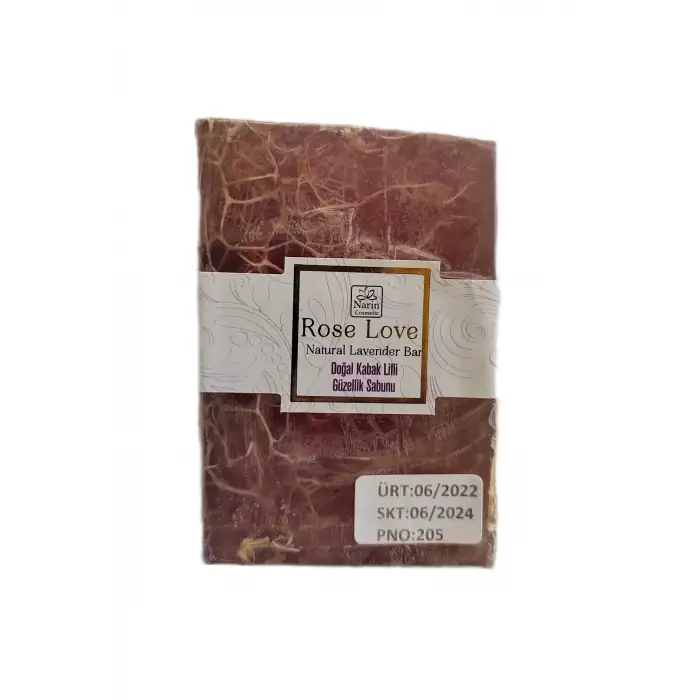 Narin
Cosmetic
Rose Love
Natural Lavender Bar
Doğal Kabak Lifli
Güzellik Sabunu
ÜRT:06/2022
SKT:06/2024
PNO:205